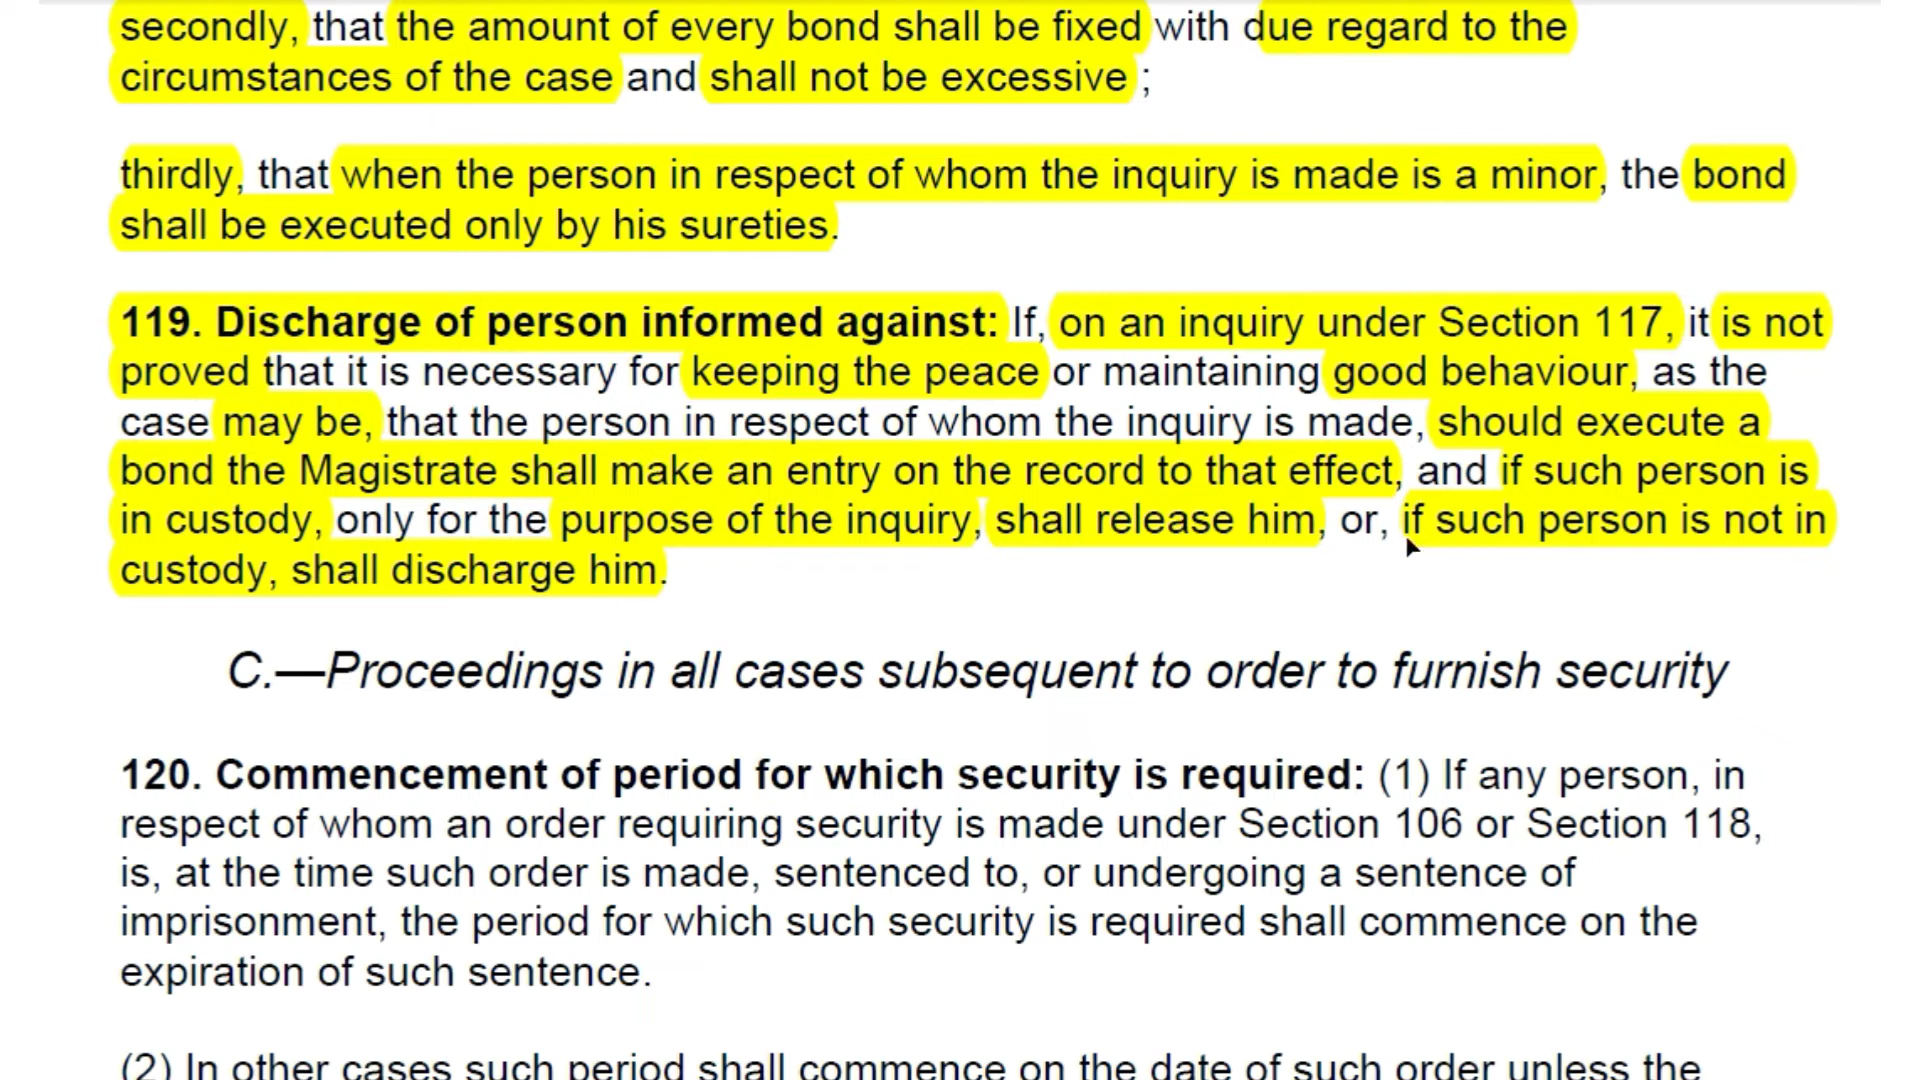 secondly, that the amount of every bond shall be fixed with due regard to the
circumstances of the case and shall not be excessive ;
thirdly, that when the person in respect of whom the inquiry is made is a minor, the bond
shall be executed only by his sureties.
119. Discharge of person informed against: If, on an inquiry under Section 117, it is not
proved that it is necessary for keeping the peace or maintaining good behaviour, as the
case may be, that the person in respect of whom the inquiry is made, should execute a
bond the Magistrate shall make an entry on the record to that effect, and if such person is
in custody, only for the purpose of the inquiry, shall release him, or, if such person is not in
custody, shall discharge him.
C.—Proceedings in all cases subsequent to order to furnish security
120. Commencement of period for which security is required: (1) If any person, in
respect of whom an order requiring security is made under Section 106 or Section 118,
is, at the time such order is made, sentenced to, or undergoing a sentence of
imprisonment, the period for which such security is required shall commence on the
expiration of such sentence.
(2) In other cases such period shall commence on the date of such order unless the